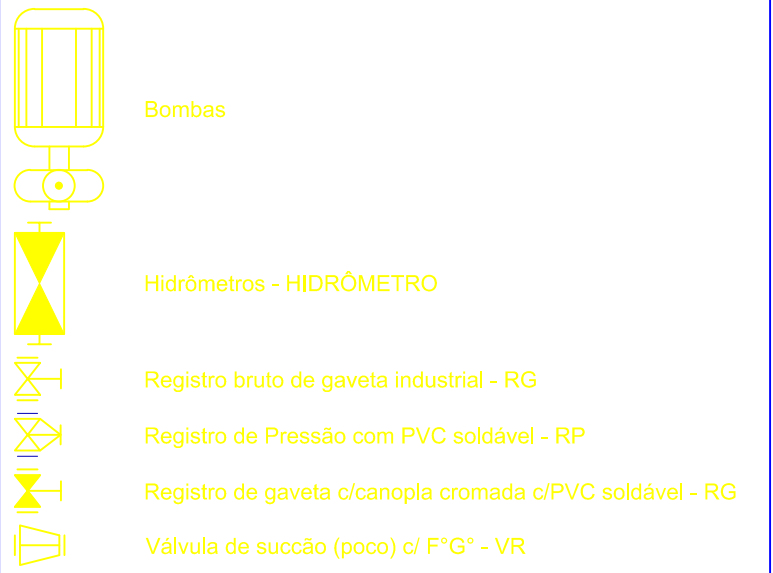 Bombas
Hidrômetros - HIDRÔMETRO
Registro bruto de gaveta industrial - RG
Registro de Pressão com PVC soldável - RP
Registro de gaveta c/canopla cromada c/PVC soldável - RG
Válvula de succão (poco) c/ F°G° - VR